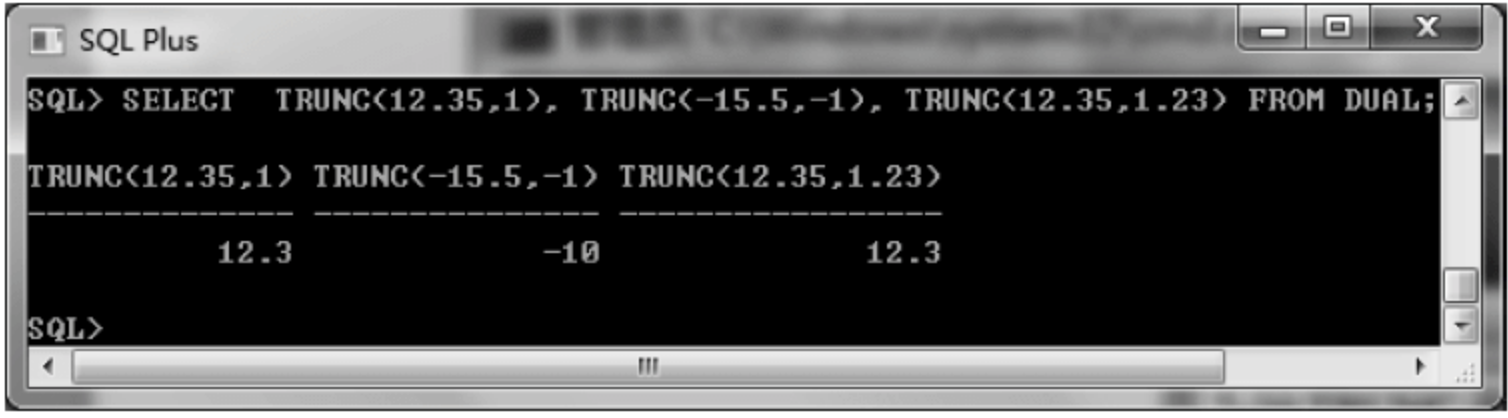 SQL Plus
SQL> SELECT  TRUNC(12.35,1), TRUNC(-15.5,-1), TRUNC(12.35,1.23) FROM DUAL;
TRUNC(12.35,1) TRUNC(-15.5,-1) TRUNC(12.35,1.23)
-------------- --------------- -----------------
12.3 -10 12.3
SQL>